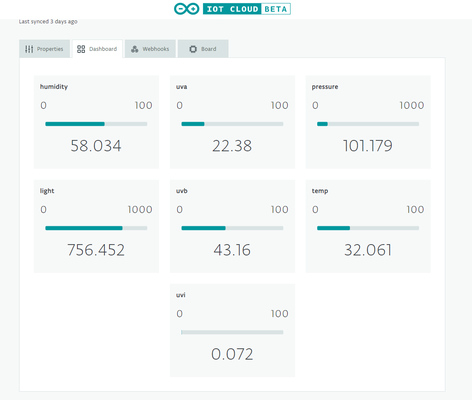 IOT CLOUD BETA
Last synced 3 days ago
Properties Dashboard Webhooks Board
humidity uva pressure
0 100 0 100 0 1000
58.034 22.38 101.179
light uvb temp
0 1000 0 100 0 100
756.452 43.16 32.061
uvi
0 100
0.072